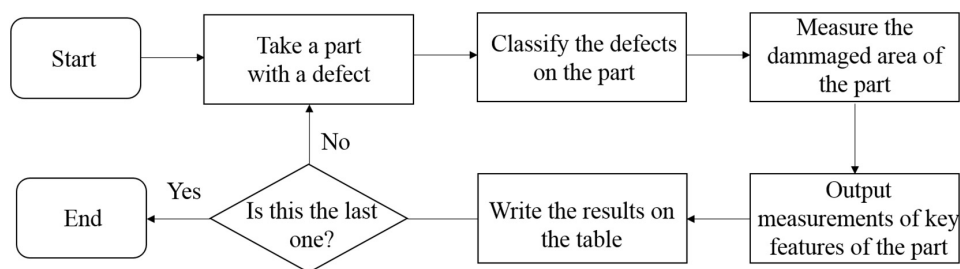 Start
Take a part
with a defect
Classify the defects
on the part
Measure the
dammaged area of
the part
Output
measurements of key
features of the part
Write the results on
the table
Is this the last
one?
No
Yes
End